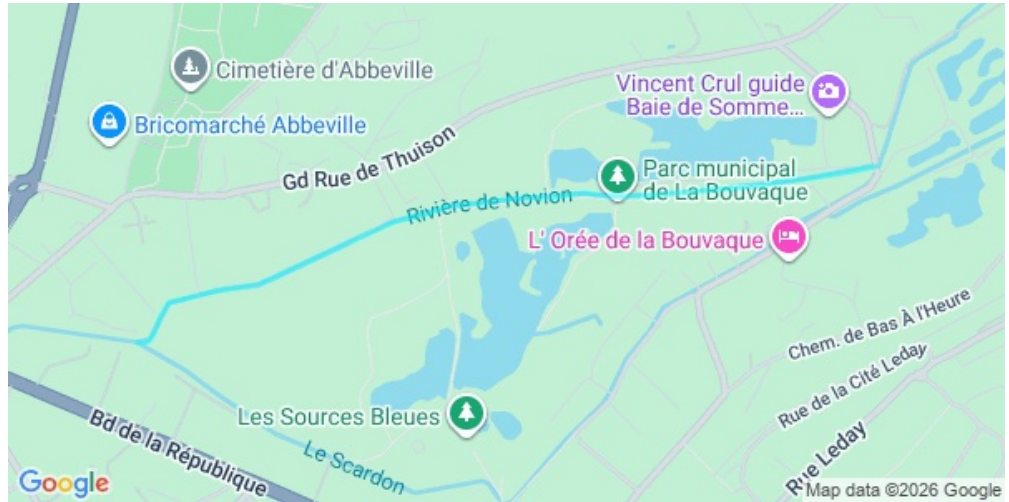 Cimetière d'Abbeville
Vincent Crul guide
Baie de Somme...
Bricomarché Abbeville
Gd Rue de Thuison
Parc municipal
de La Bouvaque
Rivière de Novion
L' Orée de la Bouvaque
Chem. de Bas À l'Heure
Rue de la Cité Leday
Les Sources Bleues
Rue Leday
Bd de la République
Le Scardon
Google
Map data ©2026 Google